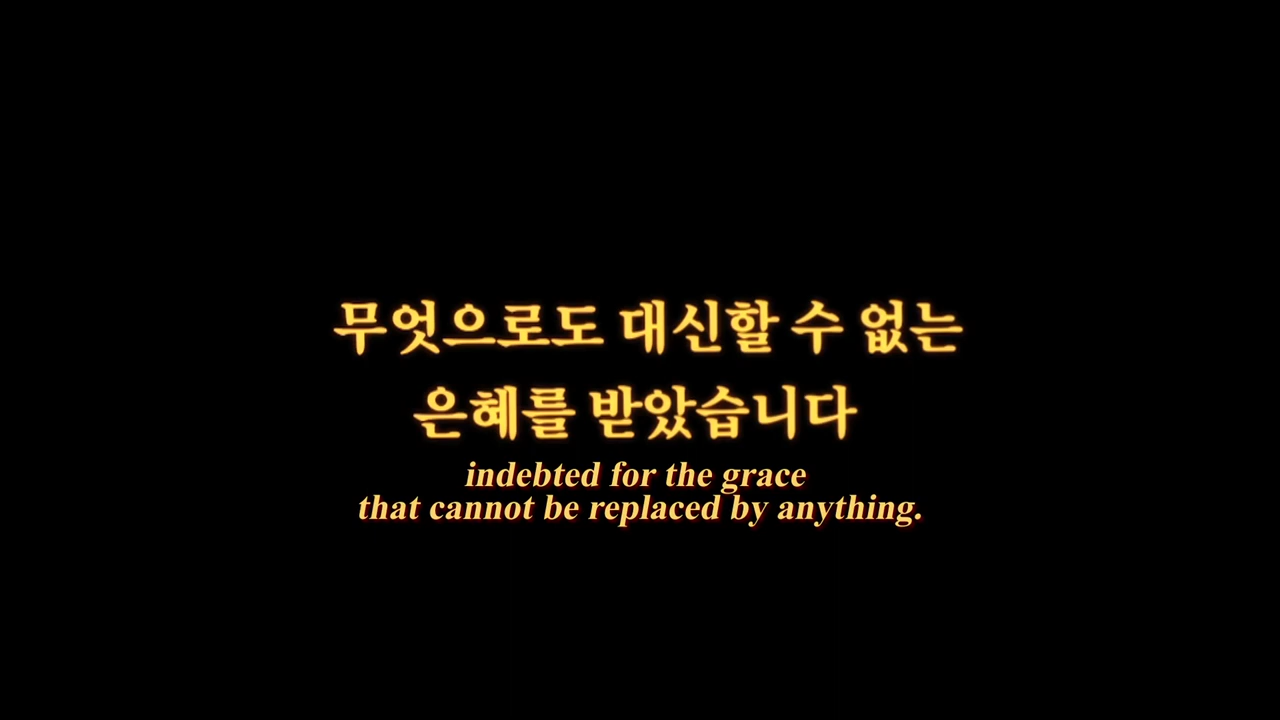 무엇으로도 대신할 수 없는
은혜를 받았습니다
indebted for the grace
that cannot be replaced by anything.